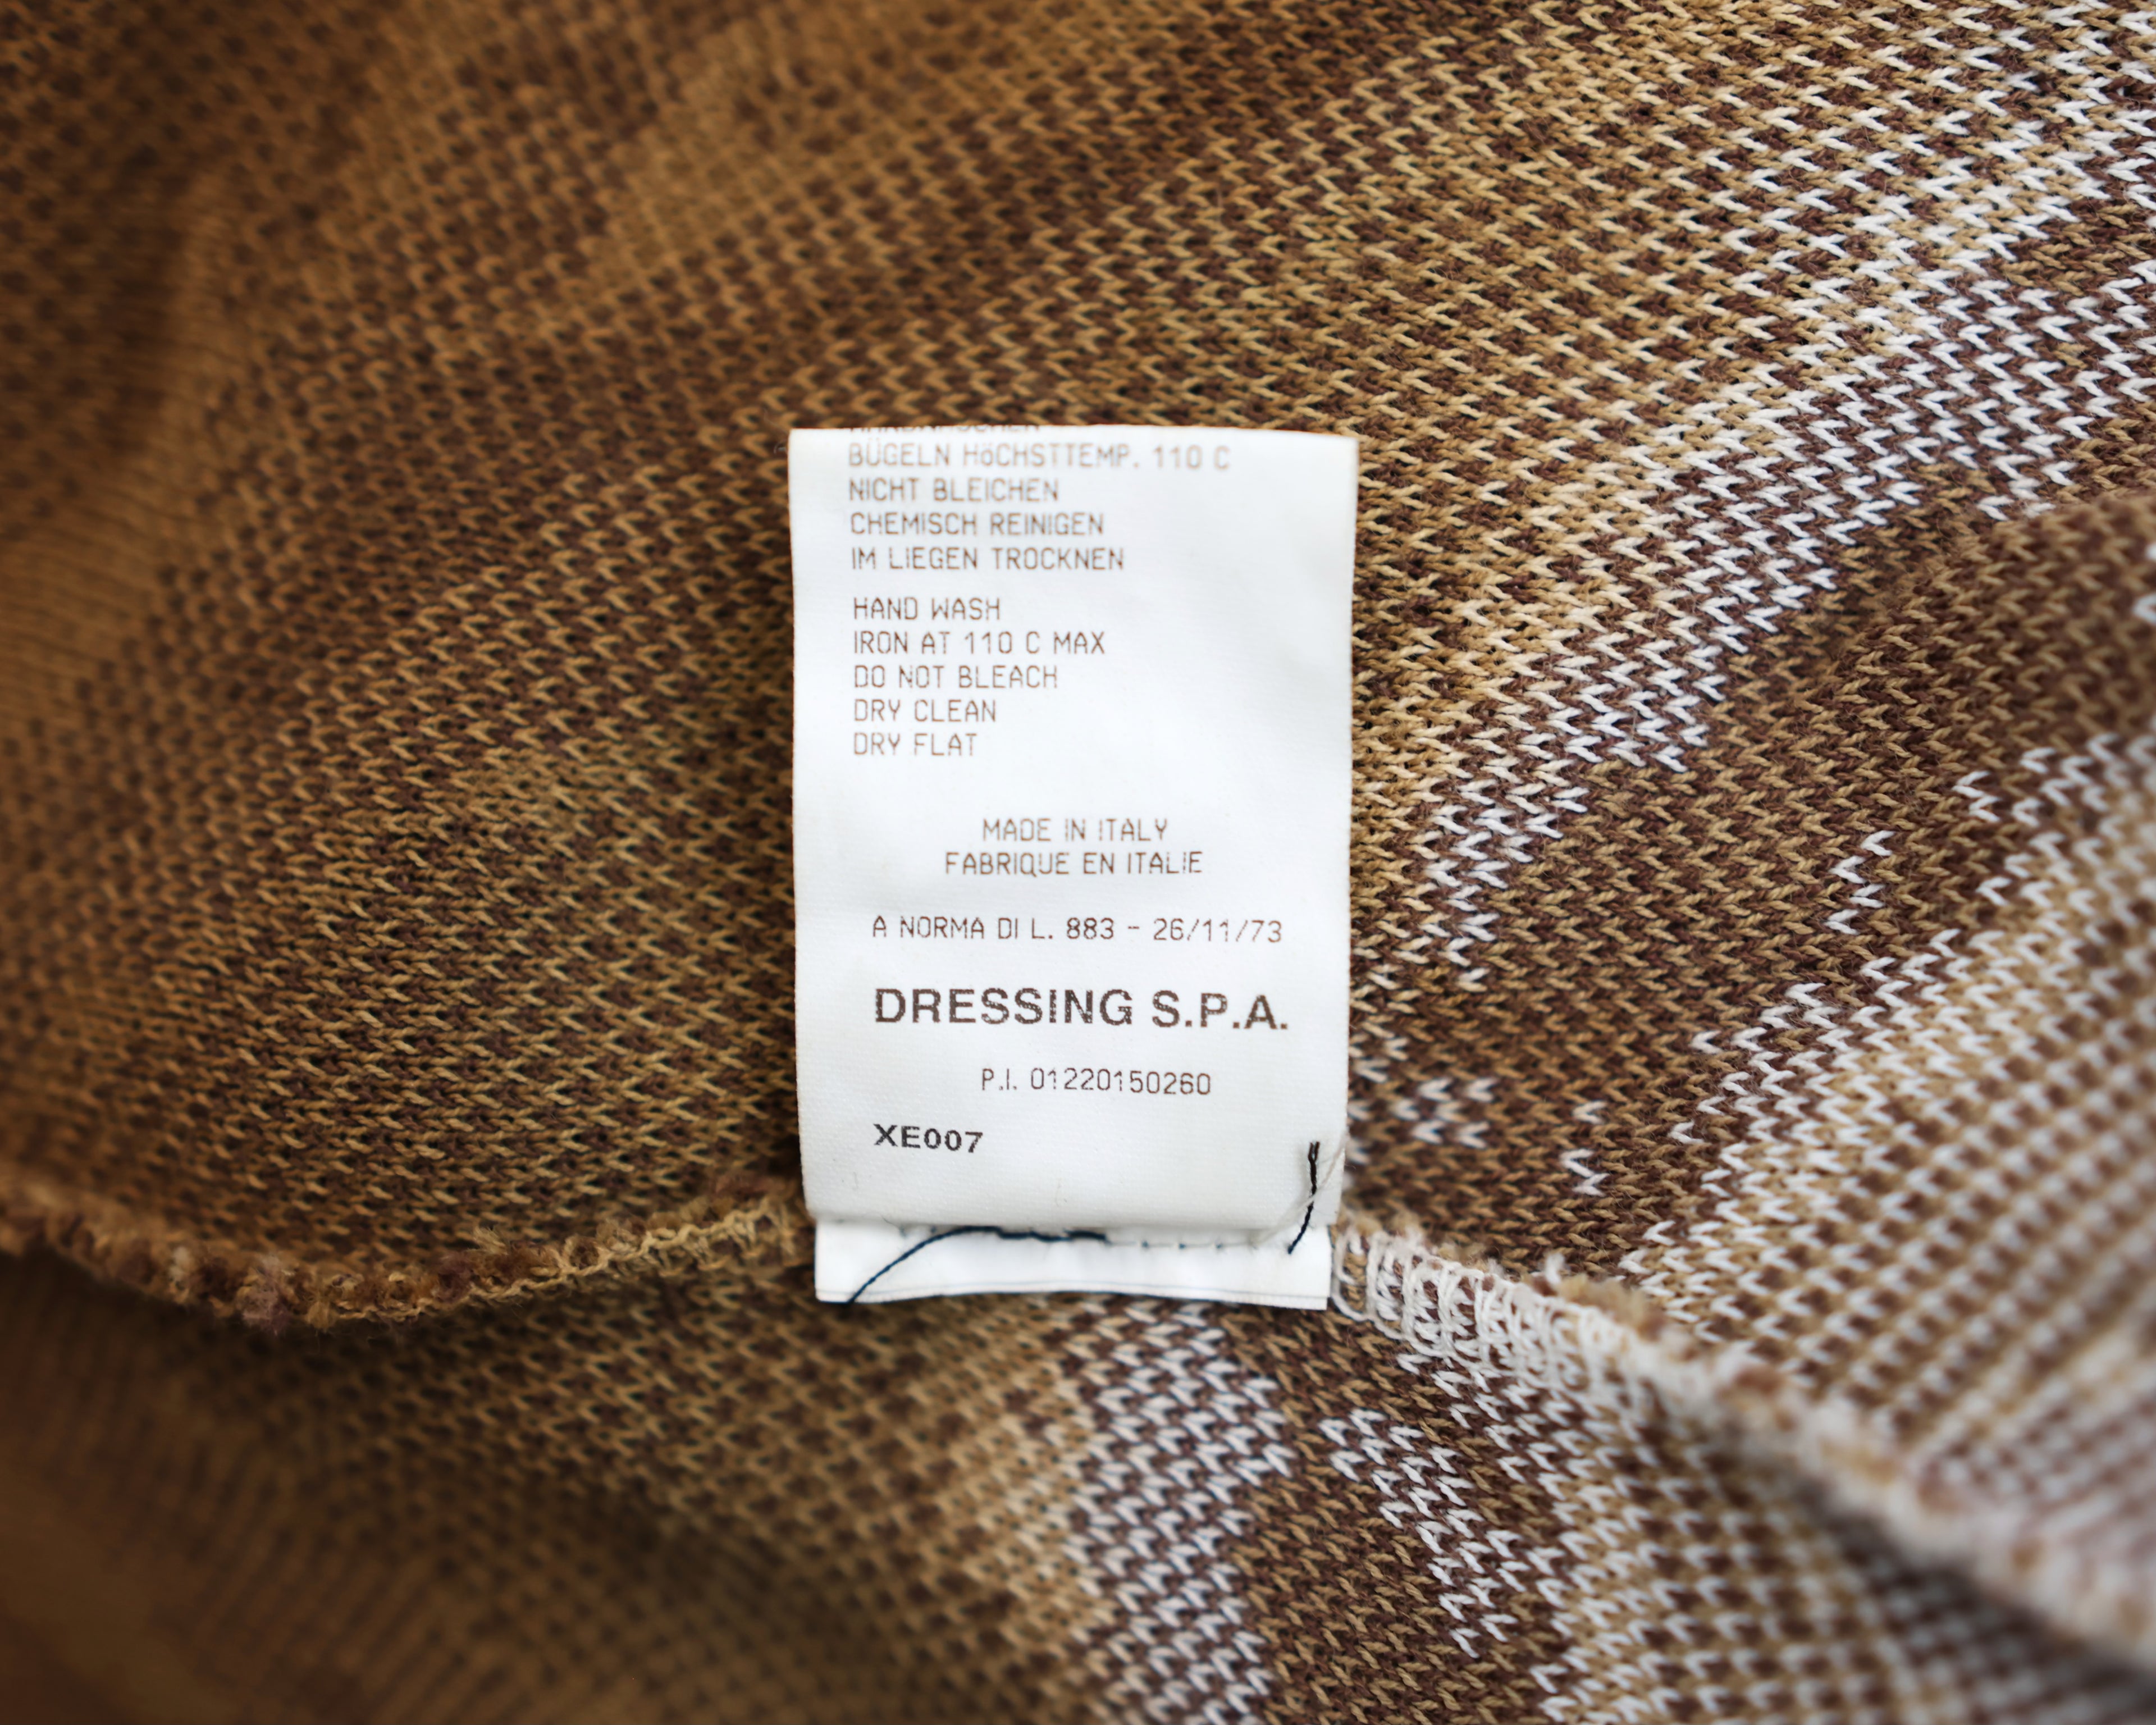 BÜGELN HöCHSTTEMP. 110 C
NICHT BLEICHEN
CHEMISCH REINIGEN
IM LIEGEN TROCKNEN
HAND WASH
IRON AT 110 C MAX
DO NOT BLEACH
DRY CLEAN
DRY FLAT
MADE IN ITALY
FABRIQUE EN ITALIE
A NORMA DI L. 883 - 26/11/73
DRESSING S.P.A.
P.I. 01220150260
XE007